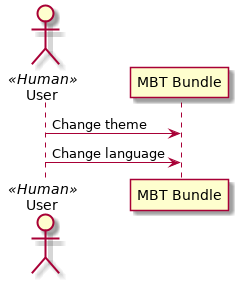 «Human»
User
MBT Bundle
Change theme
Change language
«Human»
User
MBT Bundle